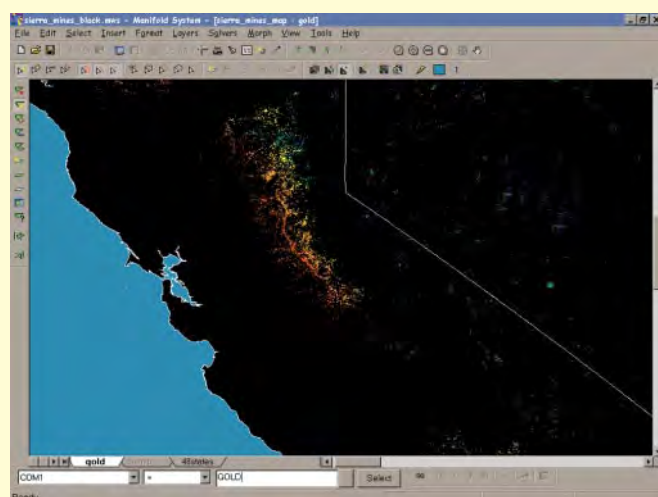 sierra_mines_black.mws - Manifold System - [sierra_mines_map : gold]
File Edit Select Insert Format Layers Solvers Morph View Tools Help
gold 4States
COM1 = GOLD Select
Ready